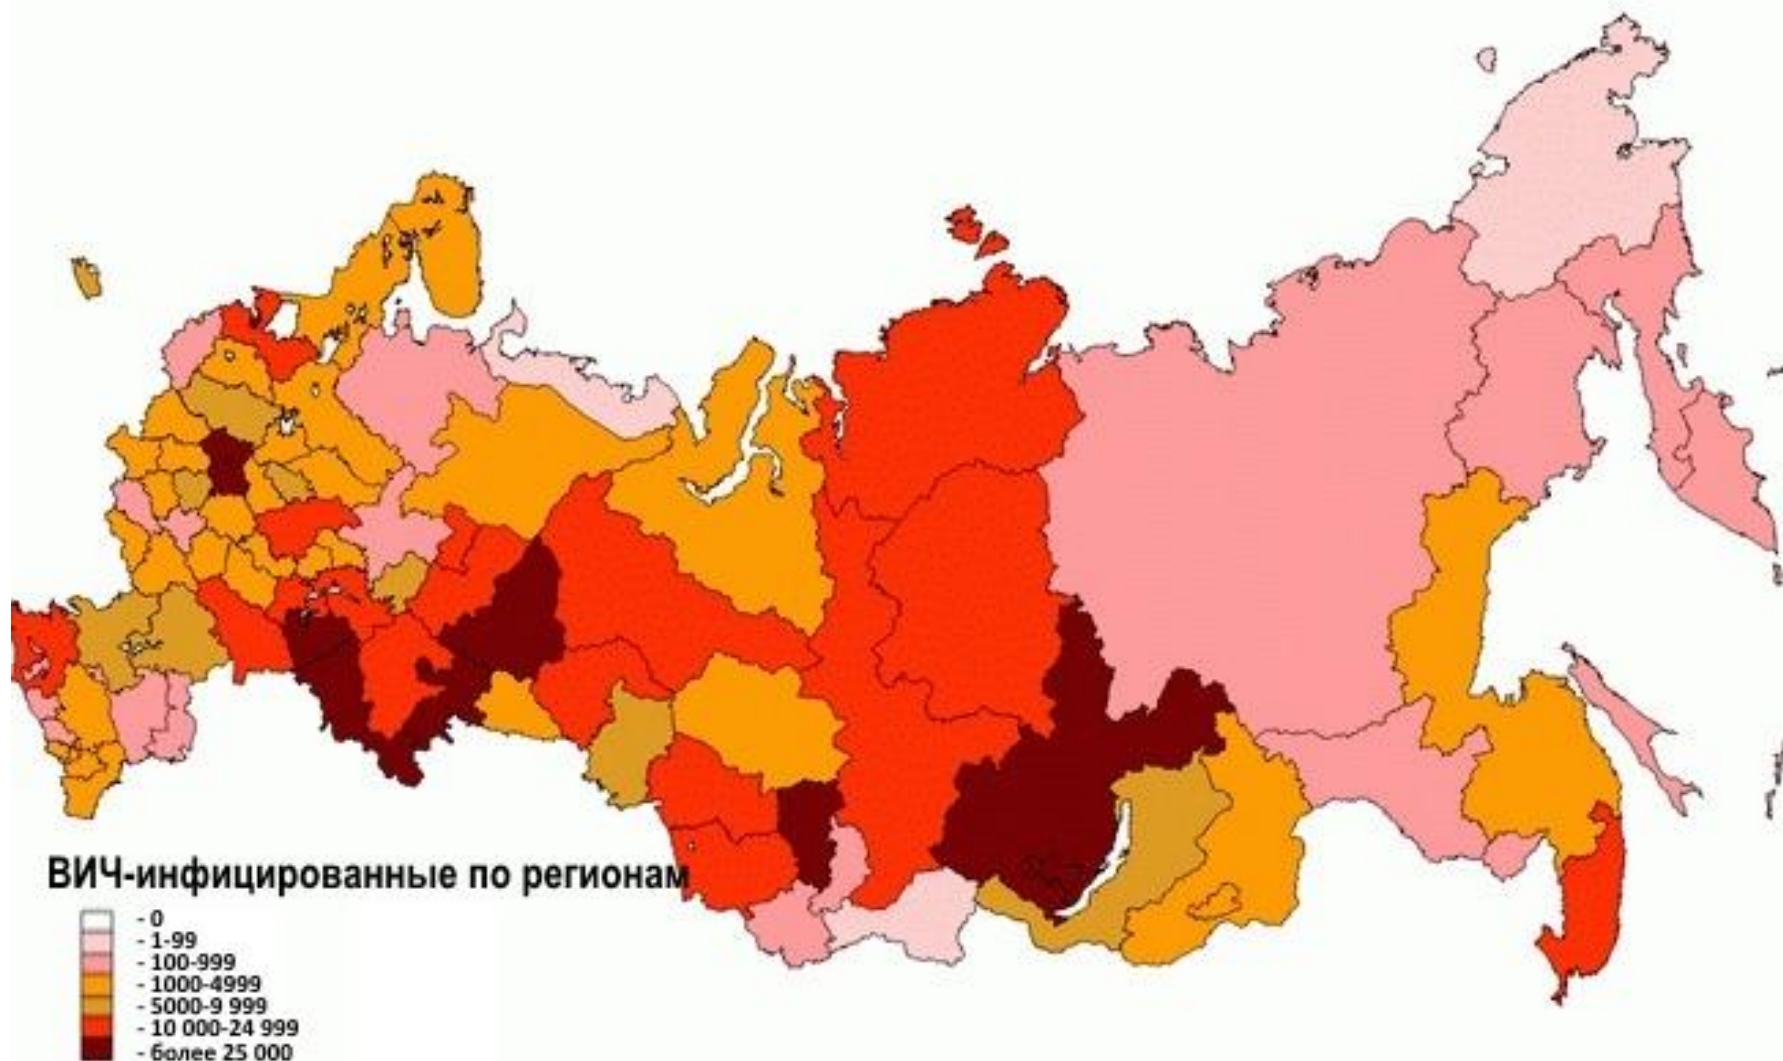 ВИЧ-инфицированные по регионам
- 0
- 1-99
- 100-999
- 1000-4999
- 5000-9 999
- 10 000-24 999
- более 25 000